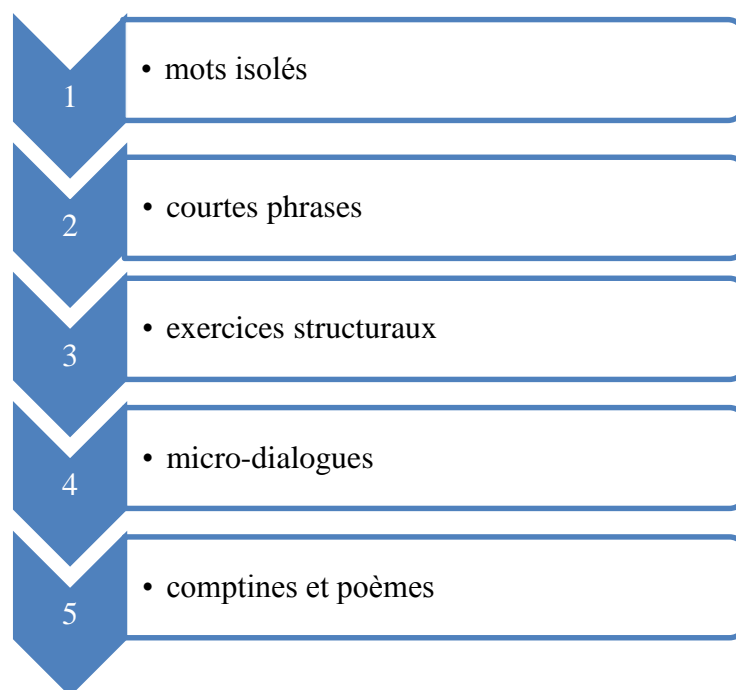 1
• mots isolés
2
• courtes phrases
3
• exercices structuraux
4
• micro-dialogues
5
• comptines et poèmes